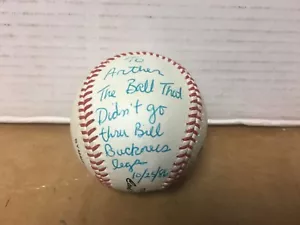 To
Arthur
The Ball That
Didn't go
thru Bill
Buckners
legs
10/25/86